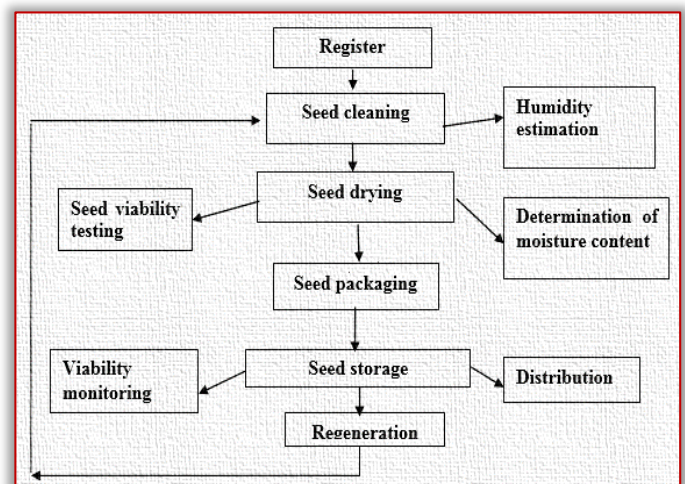 Register
Seed cleaning
Humidity
estimation
Seed drying
Seed viability
testing
Determination of
moisture content
Seed packaging
Viability
monitoring
Seed storage
Distribution
Regeneration